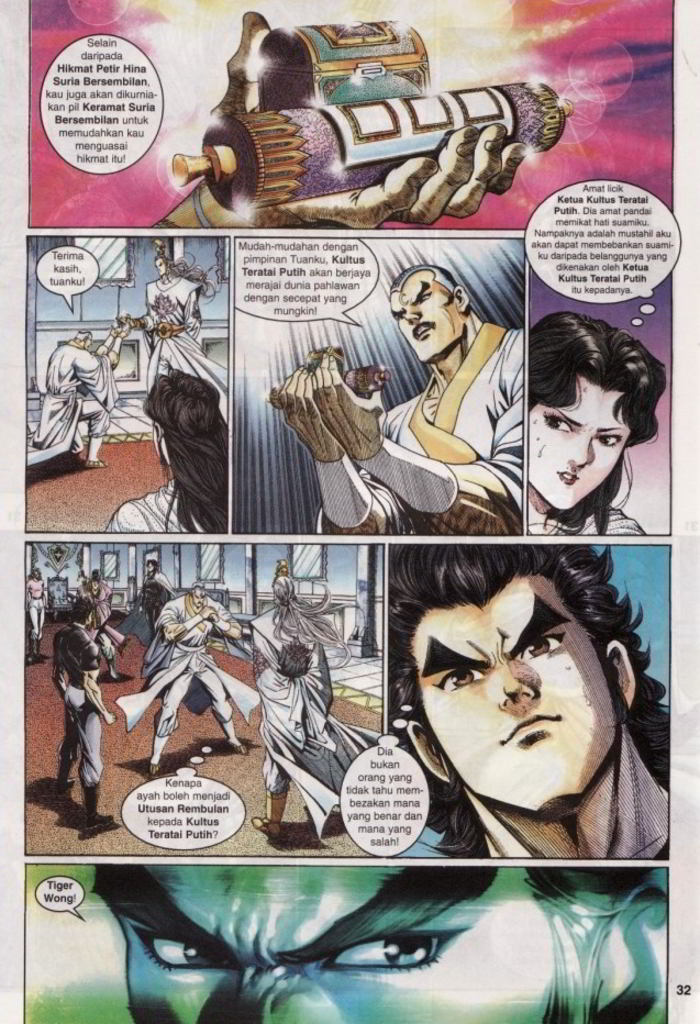 Selain
daripada
Hikmat Petir Hina
Suria Bersembilan,
kau juga akan dikurnia-
kan pil Keramat Suria
Bersembilan untuk
memudahkan kau
menguasai
hikmat itu!
Amat licik
Ketua Kultus Teratai
Putih. Dia amat pandai
memikat hati suamiku.
Nampaknya adalah mustahil aku
akan dapat membebankan suami-
ku daripada belanggunya yang
dikenakan oleh Ketua
Kultus Teratai Putih
itu kepadanya.
Terima
kasih,
tuanku!
Mudah-mudahan dengan
pimpinan Tuanku, Kultus
Teratai Putih akan berjaya
merajai dunia pahlawan
dengan secepat yang
mungkin!
Kenapa
ayah boleh menjadi
Utusan Rembulan
kepada Kultus
Teratai Putih?
Dia
bukan
orang yang
tidak tahu mem-
bezakan mana
yang benar dan
mana yang
salah!
Tiger
Wong!
32